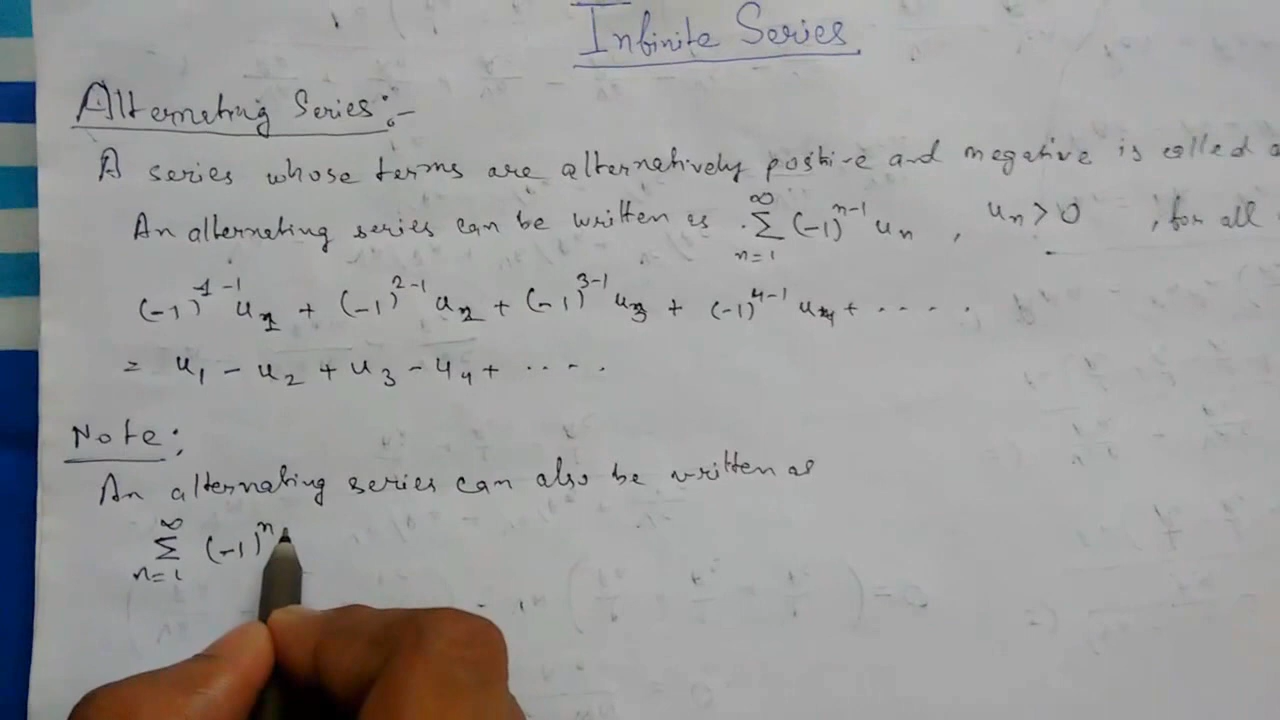 Infinite Series
Alternating Series:-
A series whose terms are alternatively positive and negative is called a
An alternating series can be written as ∑_{n=1}^{∞} (-1)^{n-1} u_n , u_n > 0 , for all
(-1)^{1-1} u_1 + (-1)^{2-1} u_2 + (-1)^{3-1} u_3 + (-1)^{4-1} u_4 + .....
= u_1 - u_2 + u_3 - u_4 + .....
Note:
An alternating series can also be written as
∑_{n=1}^{∞} (-1)^n